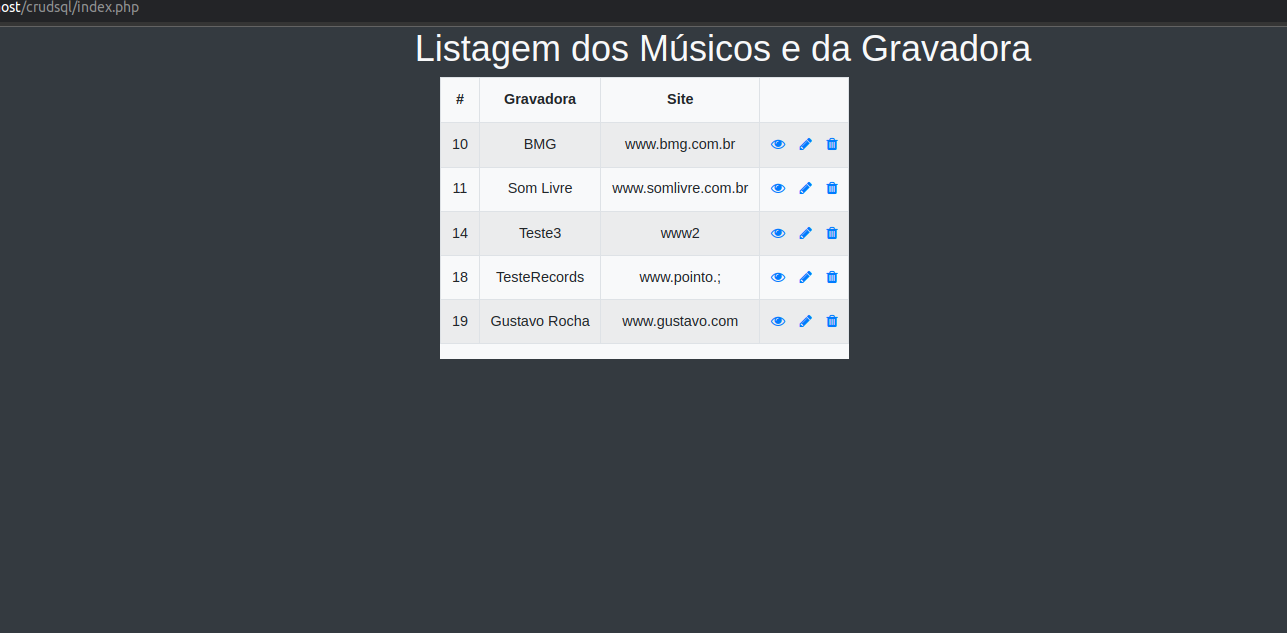 ost/crudsql/index.php
Listagem dos Músicos e da Gravadora
# Gravadora Site
10 BMG www.bmg.com.br
11 Som Livre www.somlivre.com.br
14 Teste3 www2
18 TesteRecords www.pointo.;
19 Gustavo Rocha www.gustavo.com